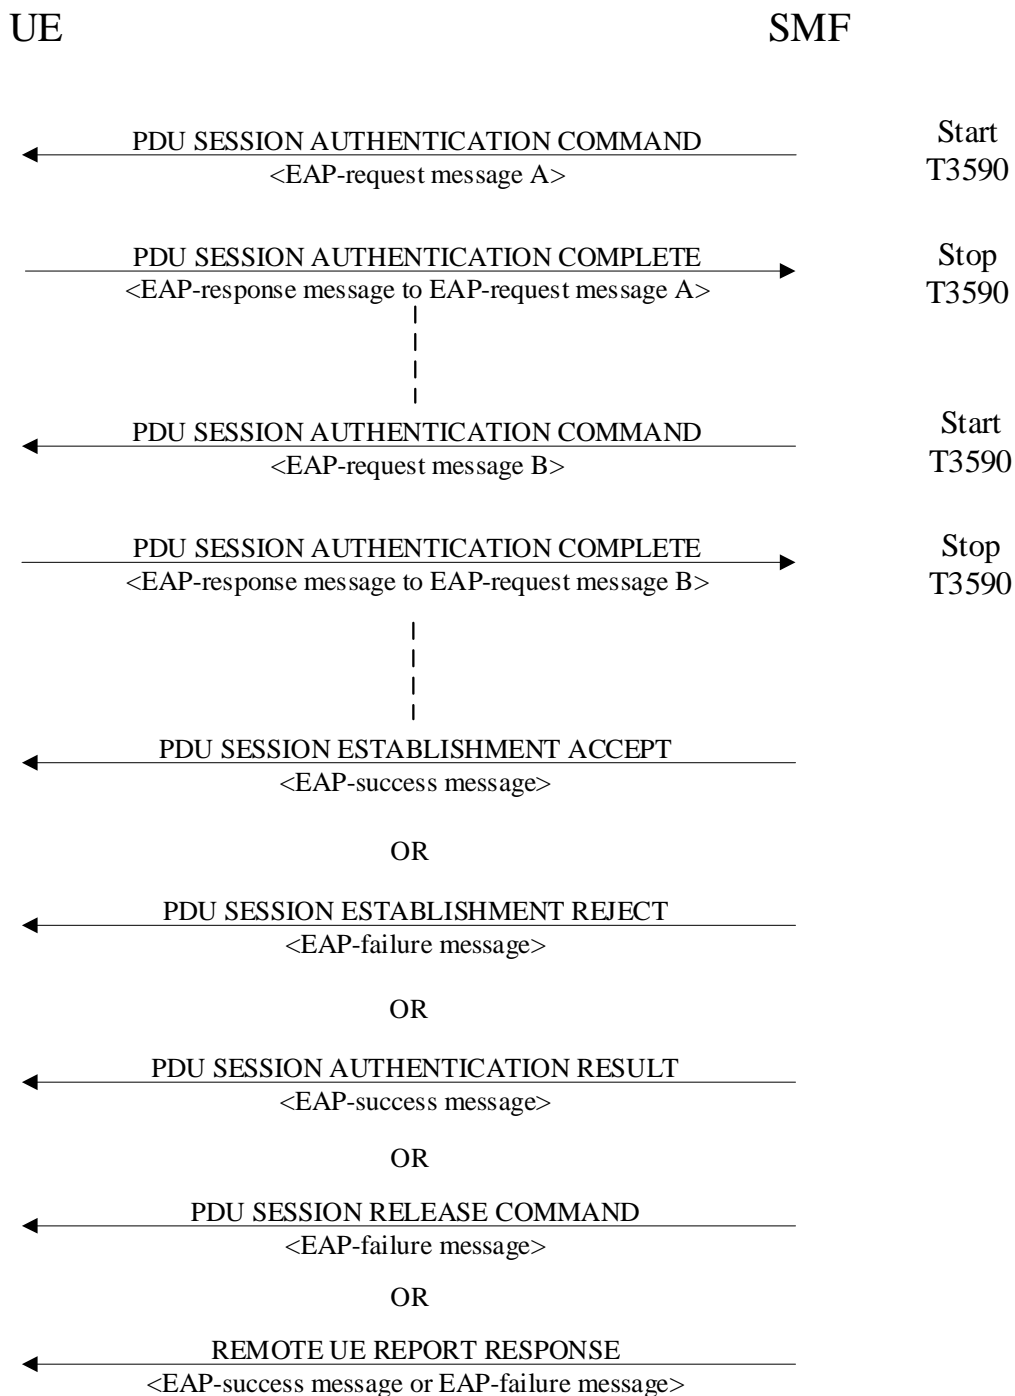 UE SMF
PDU SESSION AUTHENTICATION COMMAND
<EAP-request message A>
Start
T3590
PDU SESSION AUTHENTICATION COMPLETE
<EAP-response message to EAP-request message A>
Stop
T3590
PDU SESSION AUTHENTICATION COMMAND
<EAP-request message B>
Start
T3590
PDU SESSION AUTHENTICATION COMPLETE
<EAP-response message to EAP-request message B>
Stop
T3590
PDU SESSION ESTABLISHMENT ACCEPT
<EAP-success message>
OR
PDU SESSION ESTABLISHMENT REJECT
<EAP-failure message>
OR
PDU SESSION AUTHENTICATION RESULT
<EAP-success message>
OR
PDU SESSION RELEASE COMMAND
<EAP-failure message>
OR
REMOTE UE REPORT RESPONSE
<EAP-success message or EAP-failure message>